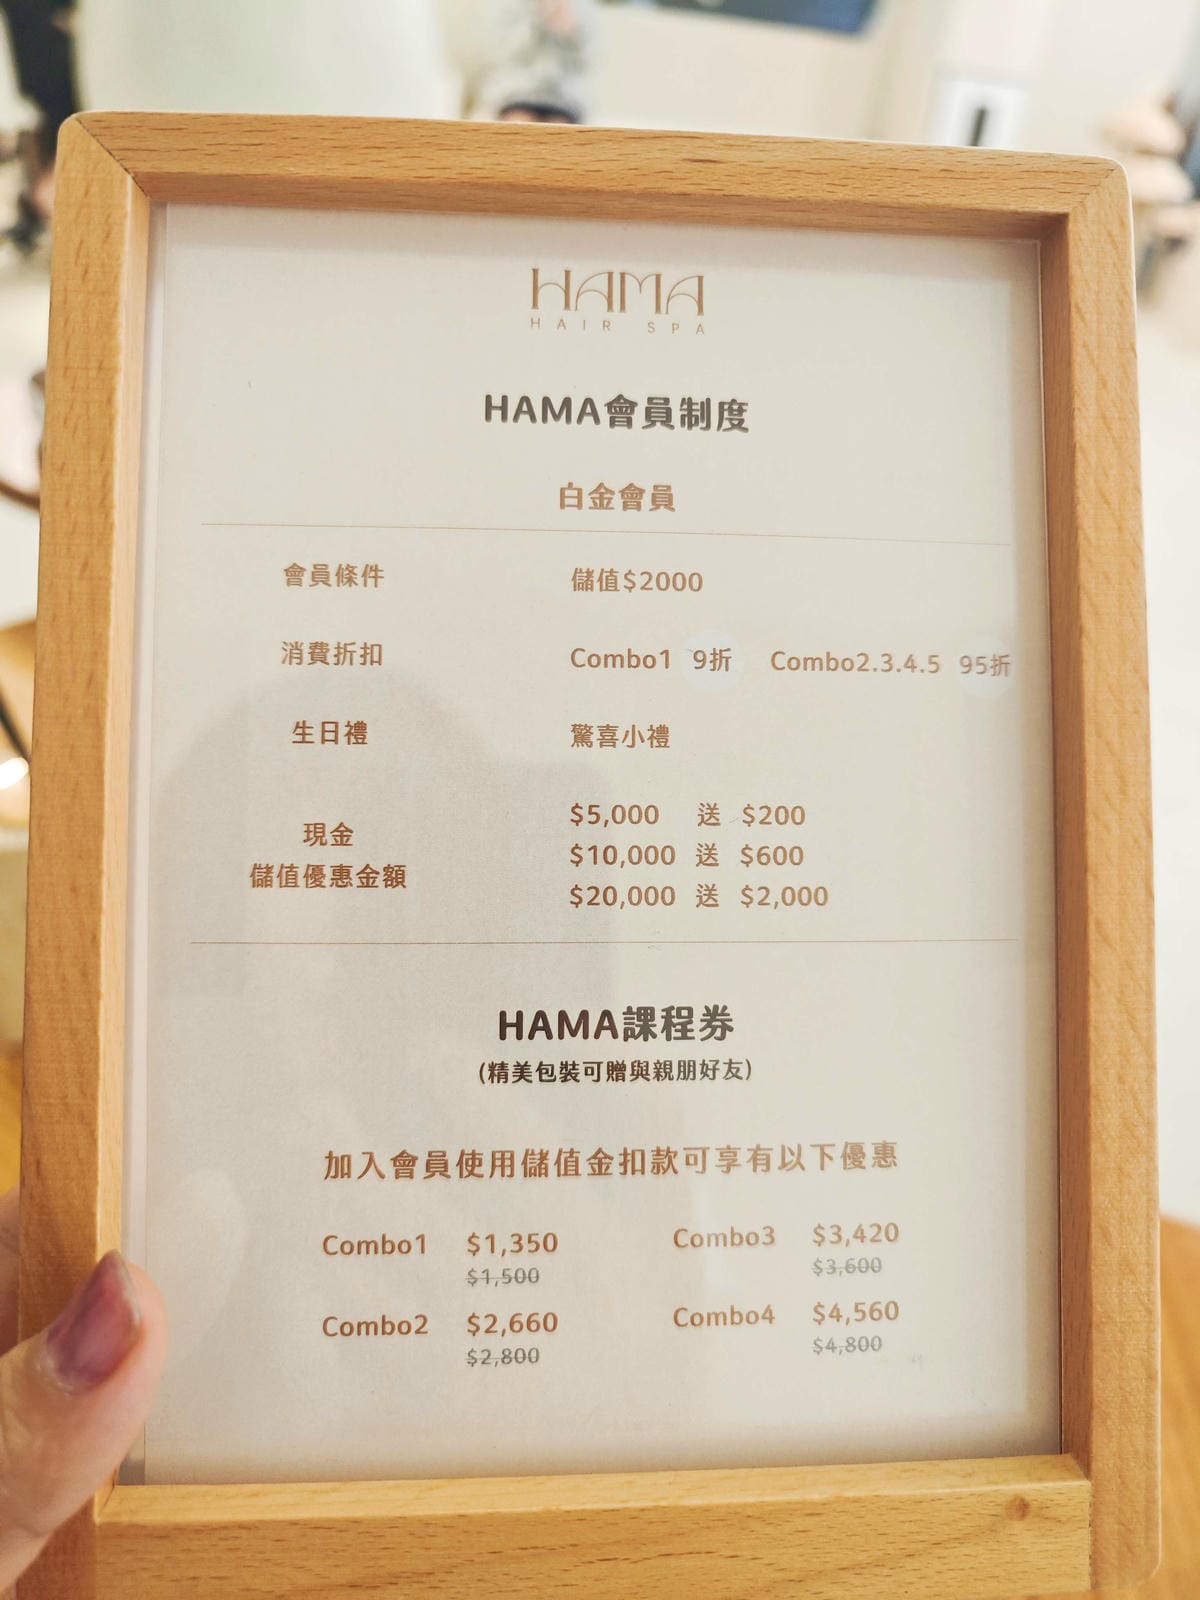 HAMA
HAIR SPA
HAMA會員制度
白金會員
會員條件 儲值$2000
消費折扣 Combo1 9折 Combo2.3.4.5 95折
生日禮 驚喜小禮
現金
儲值優惠金額
$5,000 送 $200
$10,000 送 $600
$20,000 送 $2,000
HAMA課程券
(精美包裝可贈與親朋好友)
加入會員使用儲值金扣款可享有以下優惠
Combo1 $1,350
$1,500
Combo2 $2,660
$2,800
Combo3 $3,420
$3,600
Combo4 $4,560
$4,800